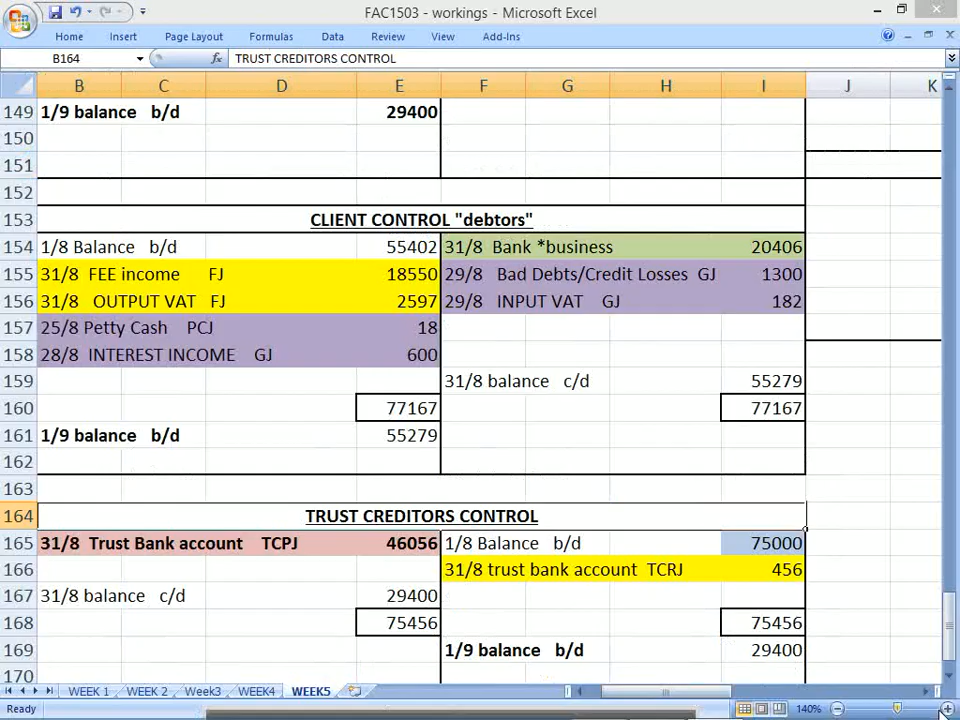 FAC1503 - workings - Microsoft Excel
Home Insert Page Layout Formulas Data Review View Add-Ins
B164 fx TRUST CREDITORS CONTROL
B C D E F G H I J K
149 1/9 balance b/d 29400
150
151
152
153 CLIENT CONTROL "debtors"
154 1/8 Balance b/d 55402 31/8 Bank *business 20406
155 31/8 FEE income FJ 18550 29/8 Bad Debts/Credit Losses GJ 1300
156 31/8 OUTPUT VAT FJ 2597 29/8 INPUT VAT GJ 182
157 25/8 Petty Cash PCJ 18
158 28/8 INTEREST INCOME GJ 600
159 31/8 balance c/d 55279
160 77167 77167
161 1/9 balance b/d 55279
162
163
164 TRUST CREDITORS CONTROL
165 31/8 Trust Bank account TCPJ 46056 1/8 Balance b/d 75000
166 31/8 trust bank account TCRJ 456
167 31/8 balance c/d 29400
168 75456 75456
169 1/9 balance b/d 29400
170
WEEK 1 WEEK 2 Week3 WEEK4 WEEK5
Ready 140%